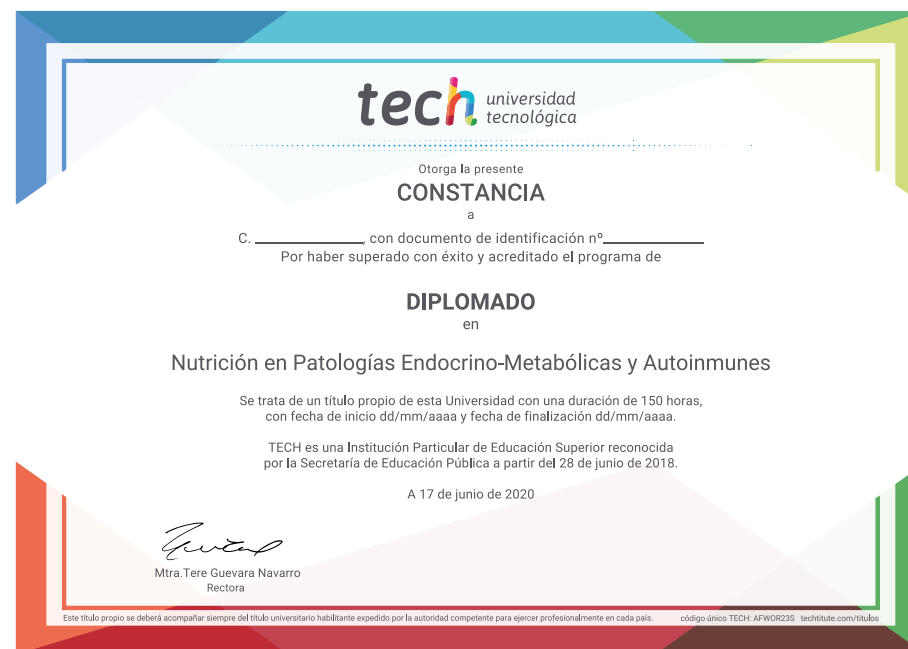 tech universidad
tecnológica
Otorga la presente
CONSTANCIA
a
C. ____________, con documento de identificación nº____________
Por haber superado con éxito y acreditado el programa de
DIPLOMADO
en
Nutrición en Patologías Endocrino-Metabólicas y Autoinmunes
Se trata de un título propio de esta Universidad con una duración de 150 horas,
con fecha de inicio dd/mm/aaaa y fecha de finalización dd/mm/aaaa.
TECH es una Institución Particular de Educación Superior reconocida
por la Secretaría de Educación Pública a partir del 28 de junio de 2018.
A 17 de junio de 2020
Mtra.Tere Guevara Navarro
Rectora
Este título propio se deberá acompañar siempre del título universitario habilitante expedido por la autoridad competente para ejercer profesionalmente en cada país. código único TECH: AFWOR23S techtitute.com/titulos